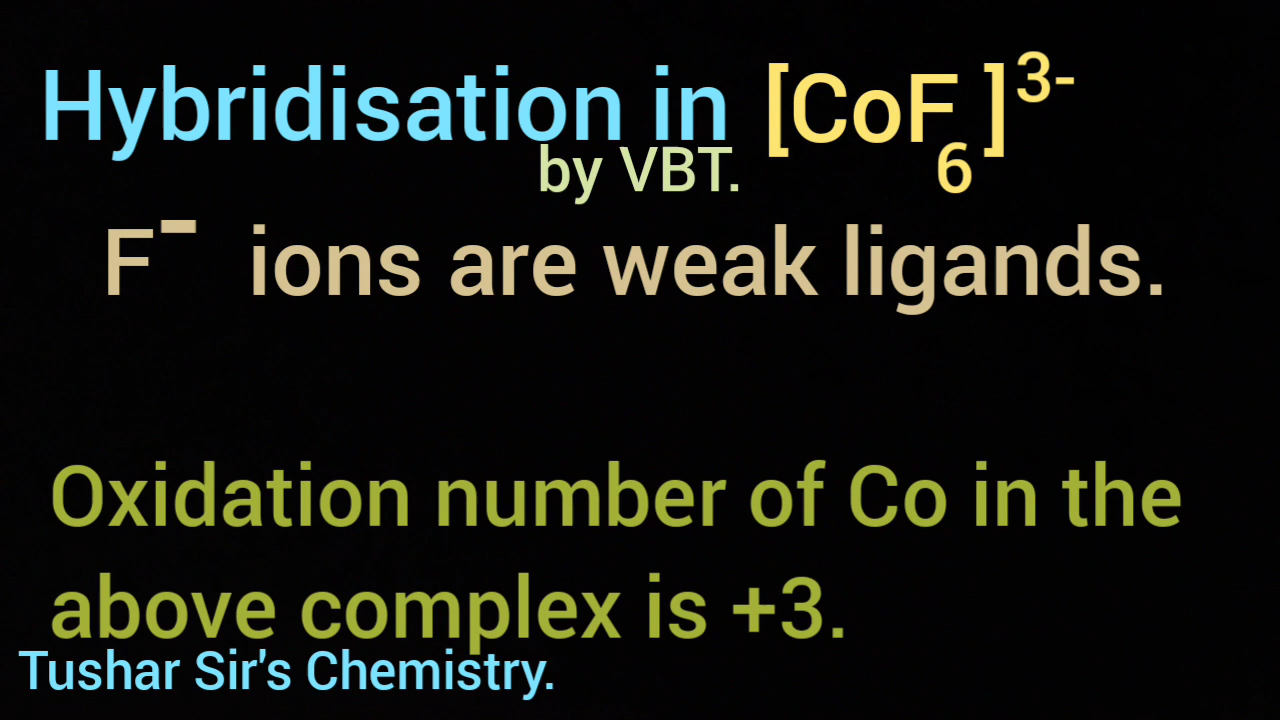 Hybridisation in [CoF₆]³⁻
by VBT.
F⁻ ions are weak ligands.
Oxidation number of Co in the
above complex is +3.
Tushar Sir's Chemistry.